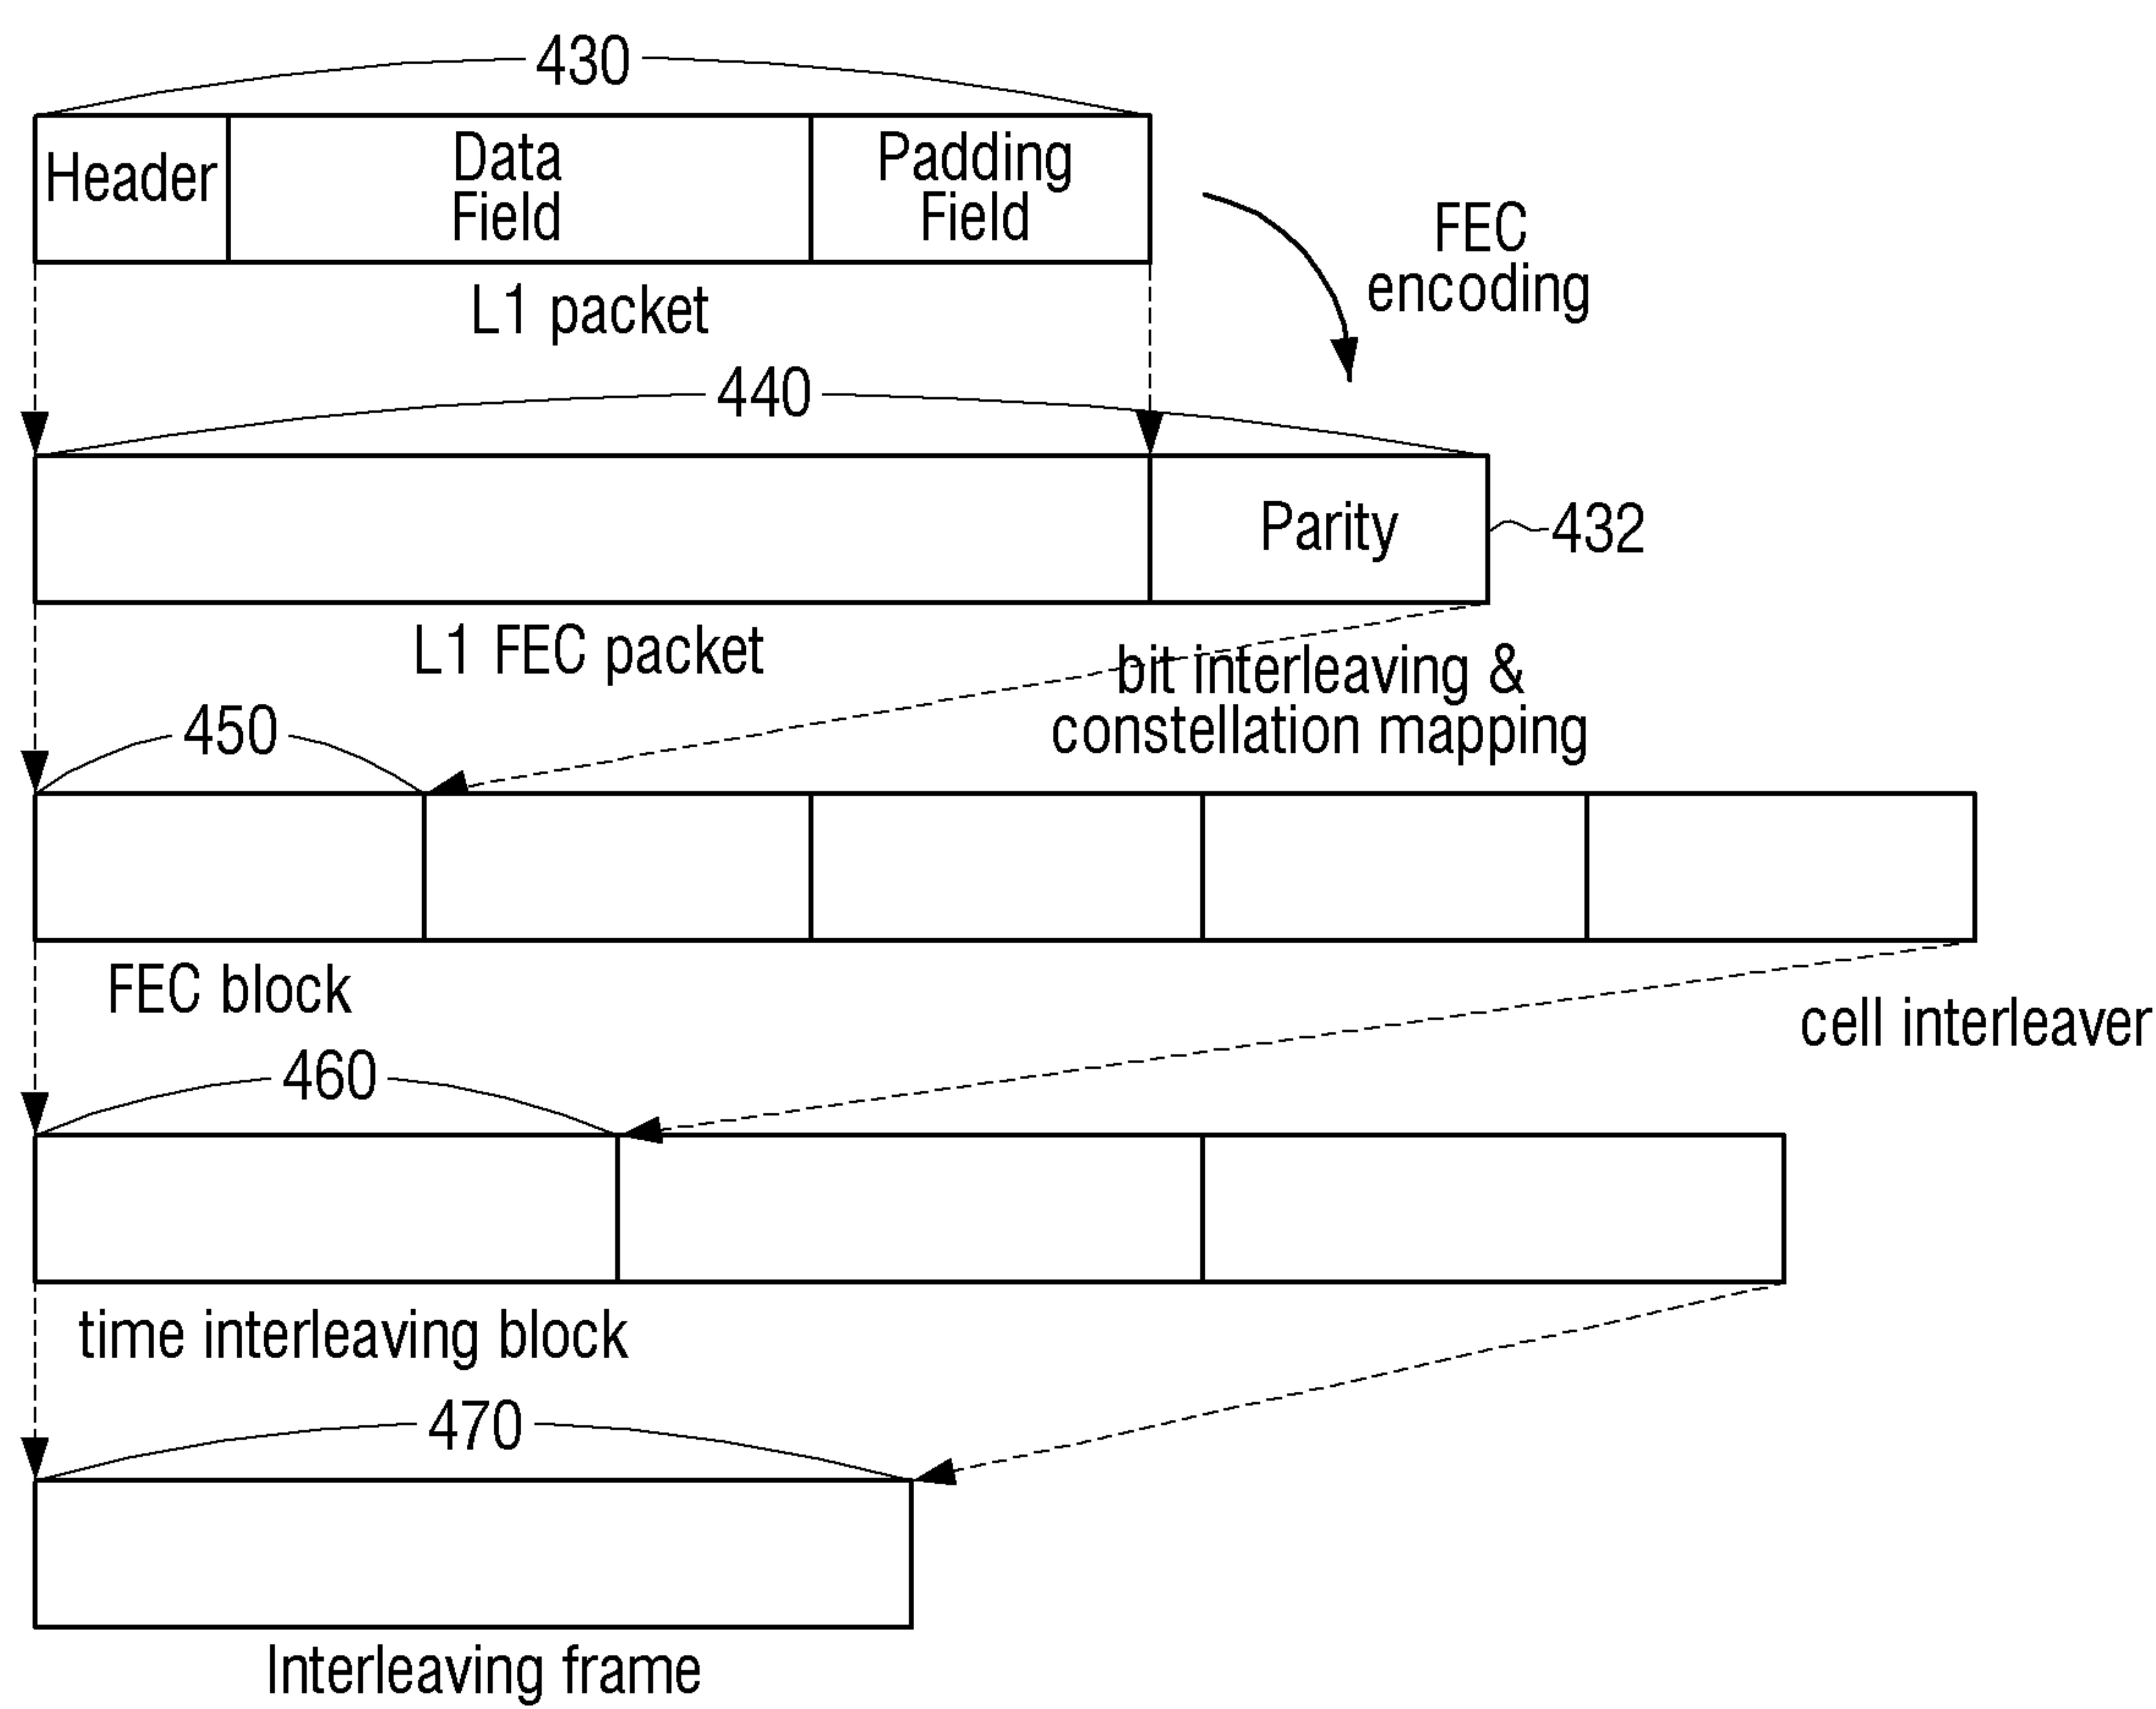 430
Header
Data
Field
Padding
Field
FEC
encoding
L1 packet
440
Parity
432
L1 FEC packet
bit interleaving &
constellation mapping
450
FEC block
cell interleaver
460
time interleaving block
470
Interleaving frame